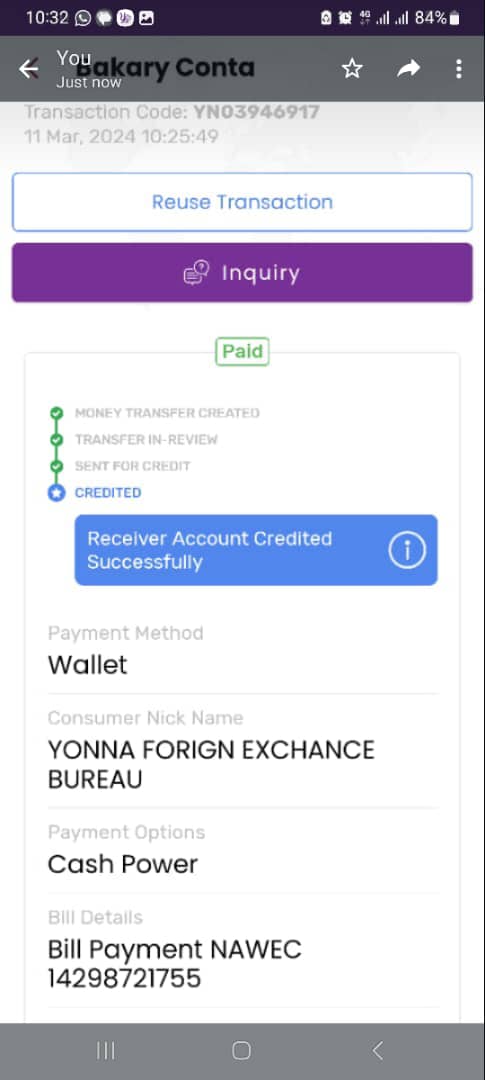 10:32
4G
84%
You
Bakary Conta
Just now
Transaction Code: YN03946917
11 Mar, 2024 10:25:49
Reuse Transaction
Inquiry
Paid
MONEY TRANSFER CREATED
TRANSFER IN-REVIEW
SENT FOR CREDIT
CREDITED
Receiver Account Credited
Successfully
Payment Method
Wallet
Consumer Nick Name
YONNA FORIGN EXCHANCE
BUREAU
Payment Options
Cash Power
Bill Details
Bill Payment NAWEC
14298721755